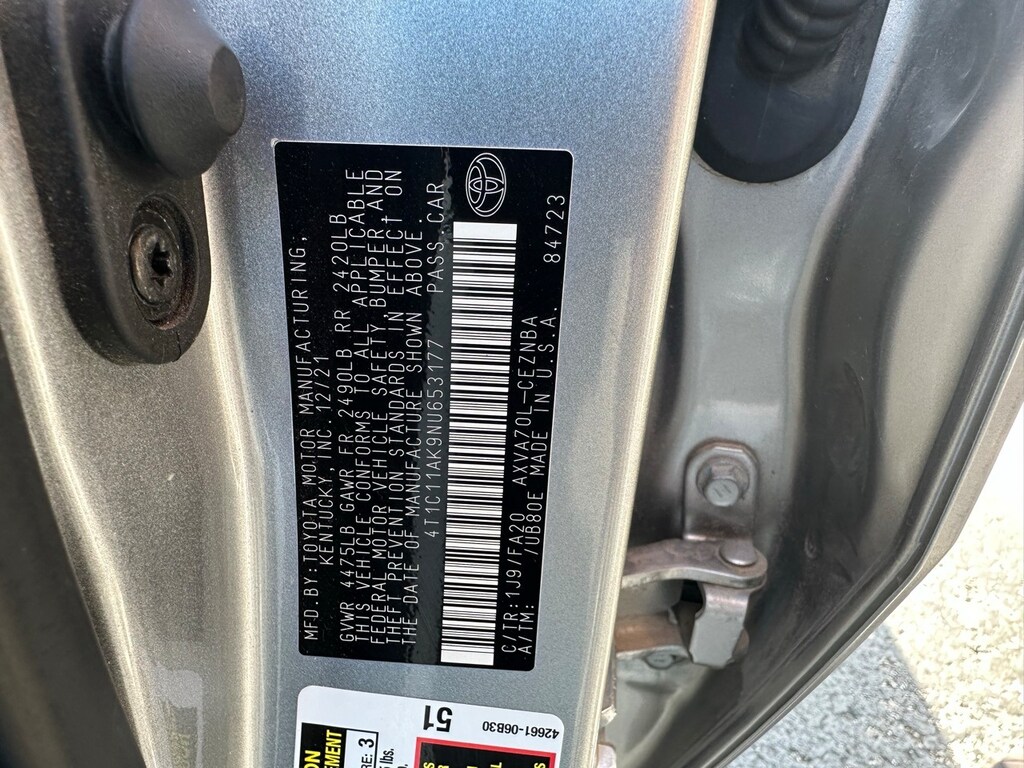 MFD.BY:TOYOTA MOTOR MANUFACTURING,
KENTUCKY INC. 12/21
GVWR 4475LB GAWR FR 2490LB RR 2420LB
THIS VEHICLE CONFORMS TO ALL APPLICABLE
FEDERAL MOTOR VEHICLE SAFETY, BUMPER AND
THEFT PREVENTION STANDARDS IN EFFECT ON
THE DATE OF MANUFACTURE SHOWN ABOVE.
4T1C11AK9NU653177 PASS.CAR
C/TR:1J9/FA20 AXVA70L-CEZNBA 84723
A/TM: /UB80E MADE IN U.S.A.
51
42661-06B30
3
lbs.